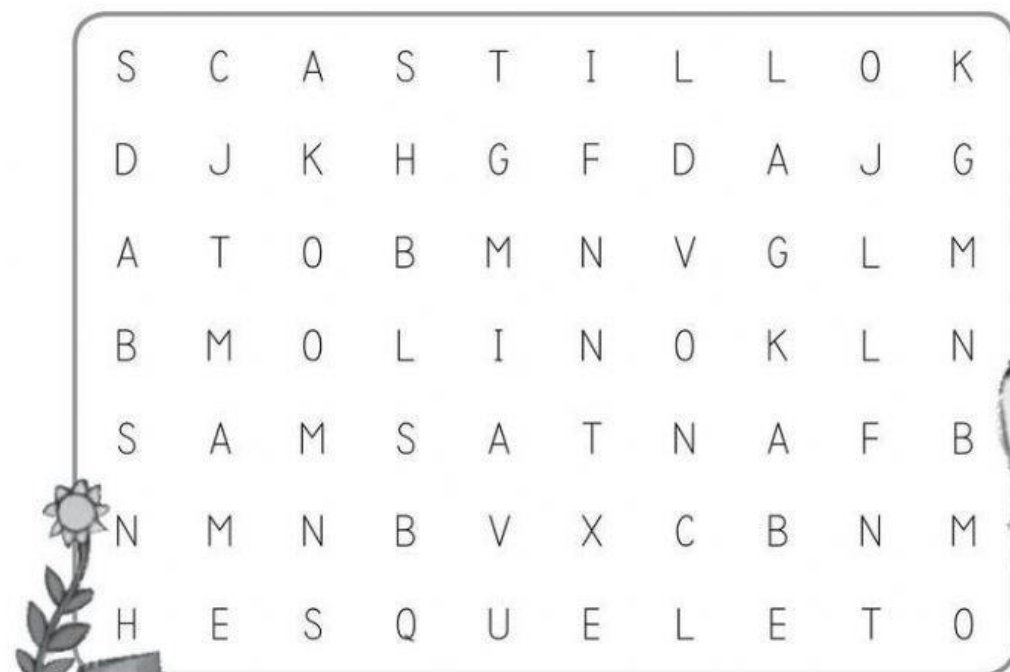 S C A S T I L L O K
D J K H G F D A J G
A T O B M N V G L M
B M O L I N O K L N
S A M S A T N A F B
N M N B V X C B N M
H E S Q U E L E T O